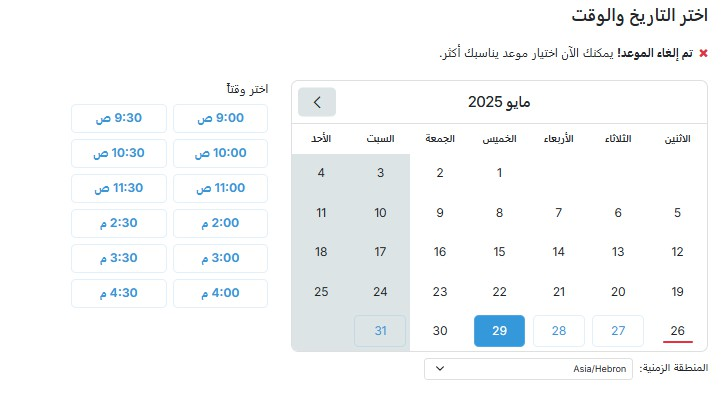 اختر التاريخ والوقت
✖ تم إلغاء الموعد! يمكنك الآن اختيار موعد يناسبك أكثر.
مايو 2025
الاثنين الثلاثاء الأربعاء الخميس الجمعة السبت الأحد
1 2 3 4
5 6 7 8 9 10 11
12 13 14 15 16 17 18
19 20 21 22 23 24 25
26 27 28 29 30 31
المنطقة الزمنية: Asia/Hebron
اختر وقتاً
9:00 ص 9:30 ص
10:00 ص 10:30 ص
11:00 ص 11:30 ص
2:00 م 2:30 م
3:00 م 3:30 م
4:00 م 4:30 م